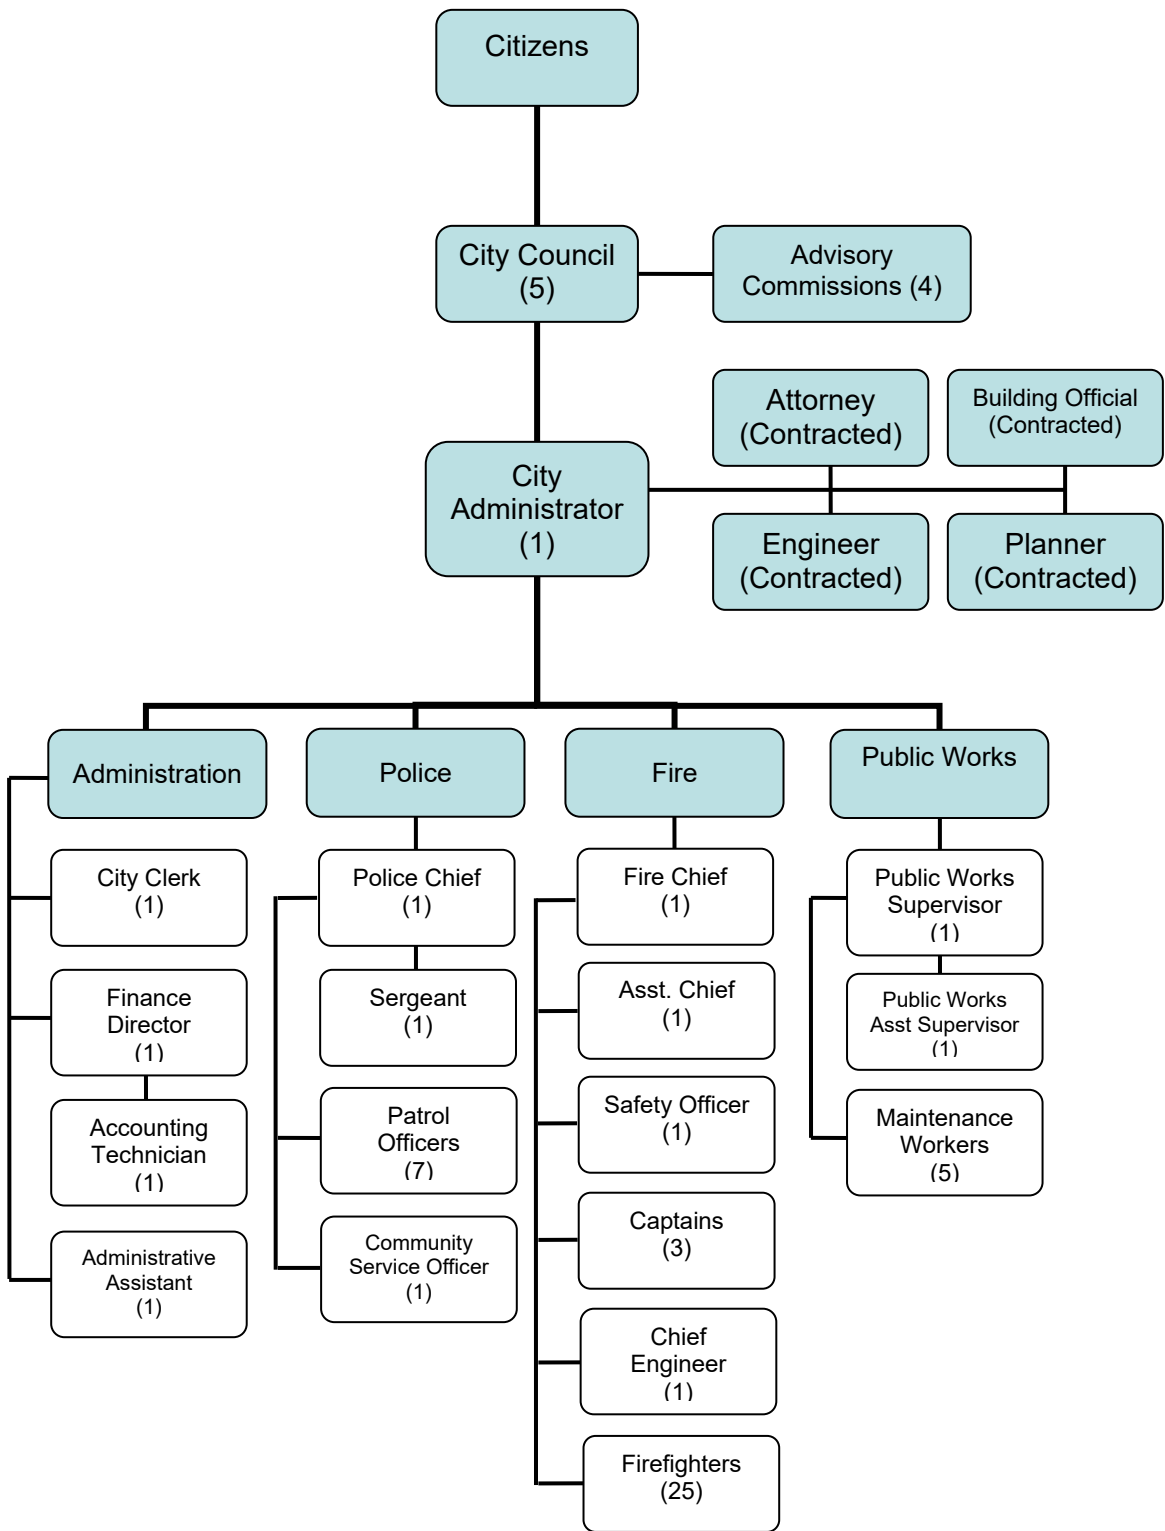 Citizens
City Council
(5)
Advisory
Commissions (4)
Attorney
(Contracted)
Building Official
(Contracted)
City
Administrator
(1)
Engineer
(Contracted)
Planner
(Contracted)
Administration
City Clerk
(1)
Finance
Director
(1)
Accounting
Technician
(1)
Administrative
Assistant
(1)
Police
Police Chief
(1)
Sergeant
(1)
Patrol
Officers
(7)
Community
Service Officer
(1)
Fire
Fire Chief
(1)
Asst. Chief
(1)
Safety Officer
(1)
Captains
(3)
Chief
Engineer
(1)
Firefighters
(25)
Public Works
Public Works
Supervisor
(1)
Public Works
Asst Supervisor
(1)
Maintenance
Workers
(5)